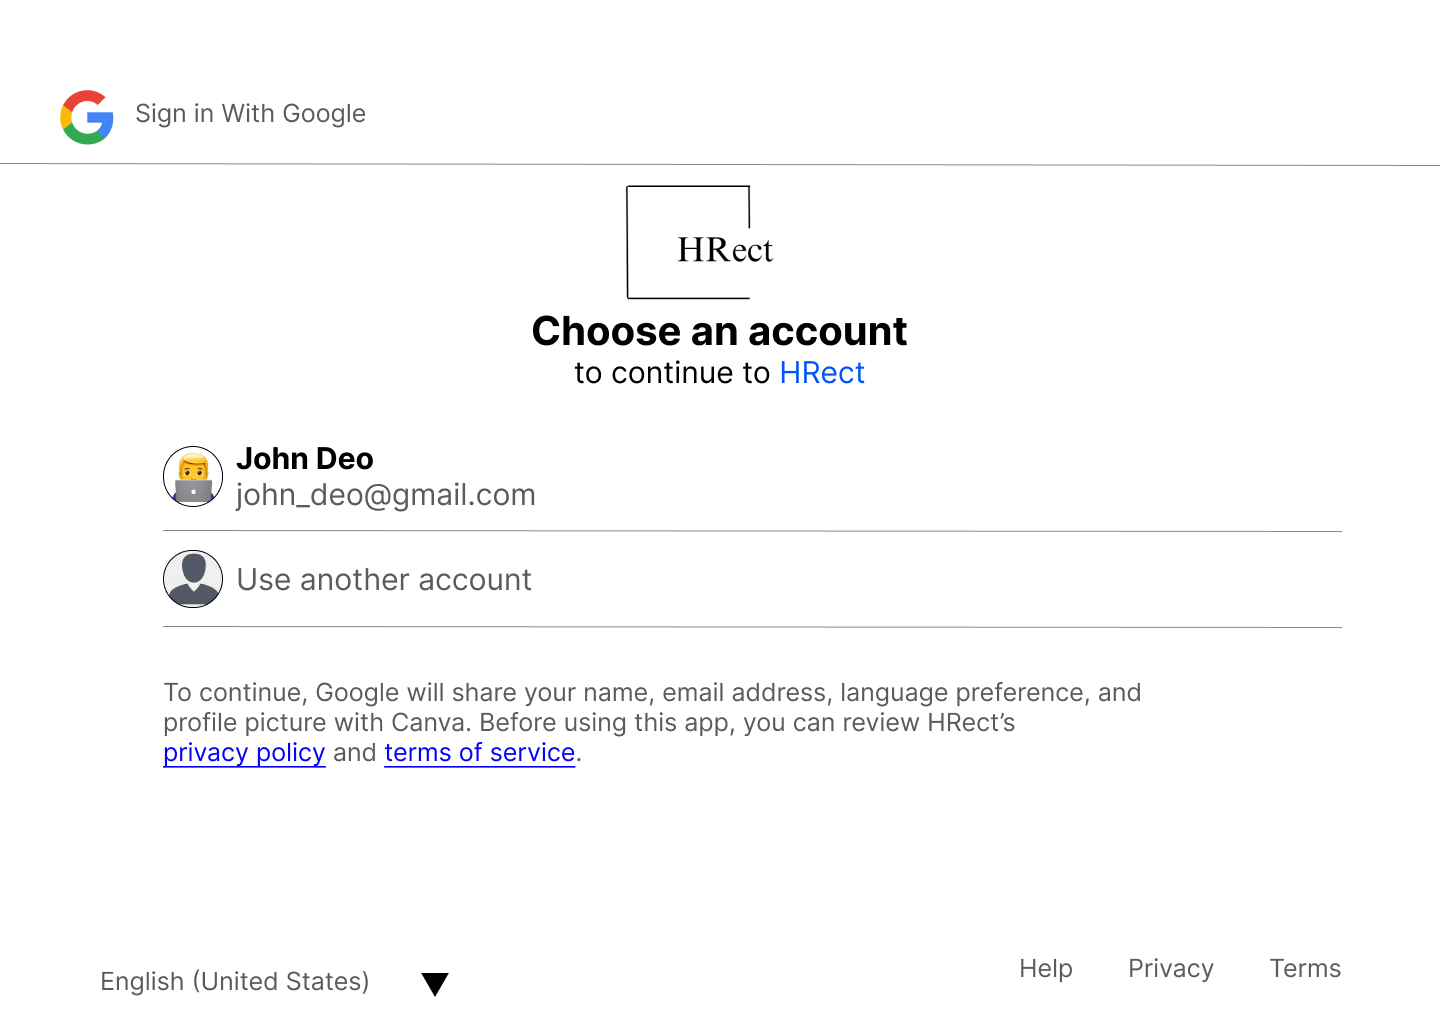 Sign in With Google
HRect
Choose an account
to continue to HRect
John Deo
john_deo@gmail.com
Use another account
To continue, Google will share your name, email address, language preference, and
profile picture with Canva. Before using this app, you can review HRect’s
privacy policy and terms of service.
English (United States)
Help Privacy Terms